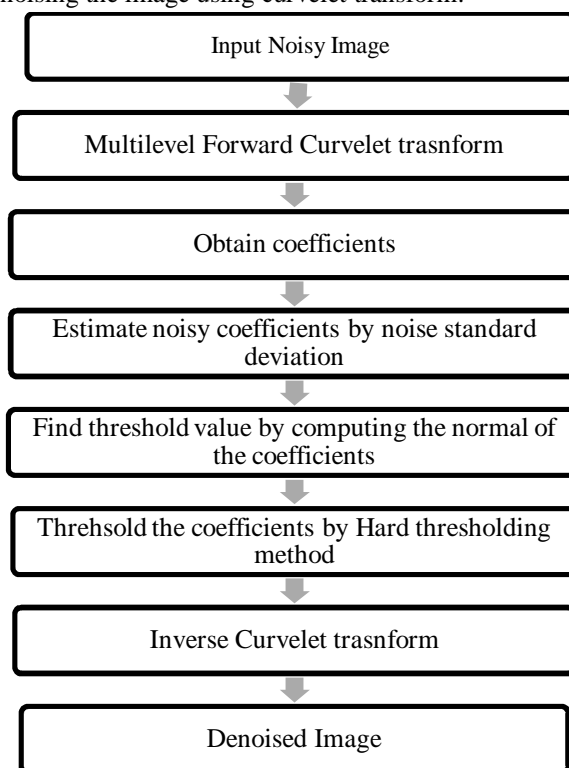 noising the image using curvelet transform.
Input Noisy Image
Multilevel Forward Curvelet trasnform
Obtain coefficients
Estimate noisy coefficients by noise standard
deviation
Find threshold value by computing the normal of
the coefficients
Threhsold the coefficients by Hard thresholding
method
Inverse Curvelet trasnform
Denoised Image